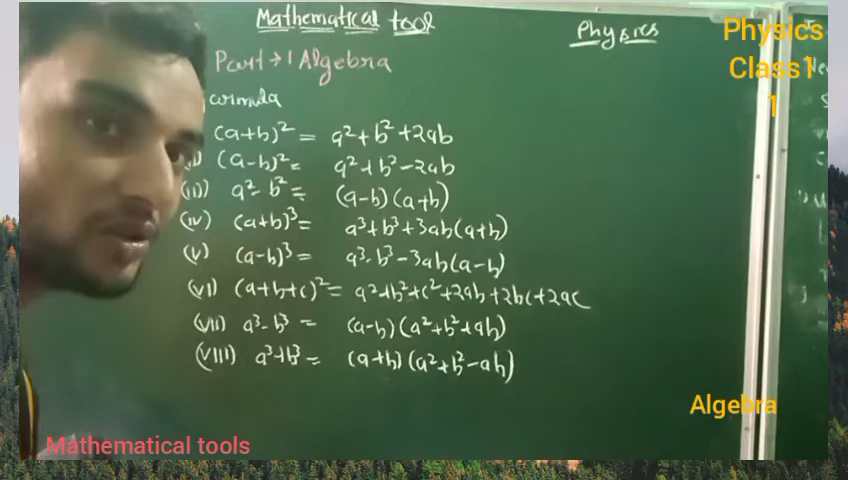 Mathematical tool
Physics
Part → 1 Algebra
ormula
(a+b)² = a²+b²+2ab
) (a-b)² = a²+b²-2ab
(iii) a²-b² = (a-b)(a+b)
(iv) (a+b)³ = a³+b³+3ab(a+b)
(v) (a-b)³ = a³-b³-3ab(a-b)
(vi) (a+b+c)² = a²+b²+c²+2ab+2bc+2ac
(vii) a³-b³ = (a-b)(a²+b²+ab)
(viii) a³+b³ = (a+b)(a²+b²-ab)
Physics
Class1
1
Algebra
Mathematical tools